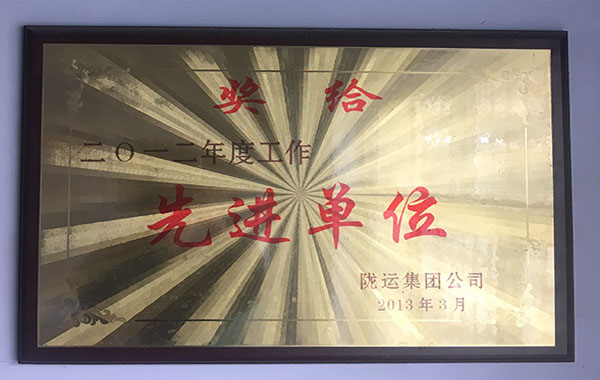 奖给
二〇一二年度工作
先进单位
陇运集团公司
2013年3月